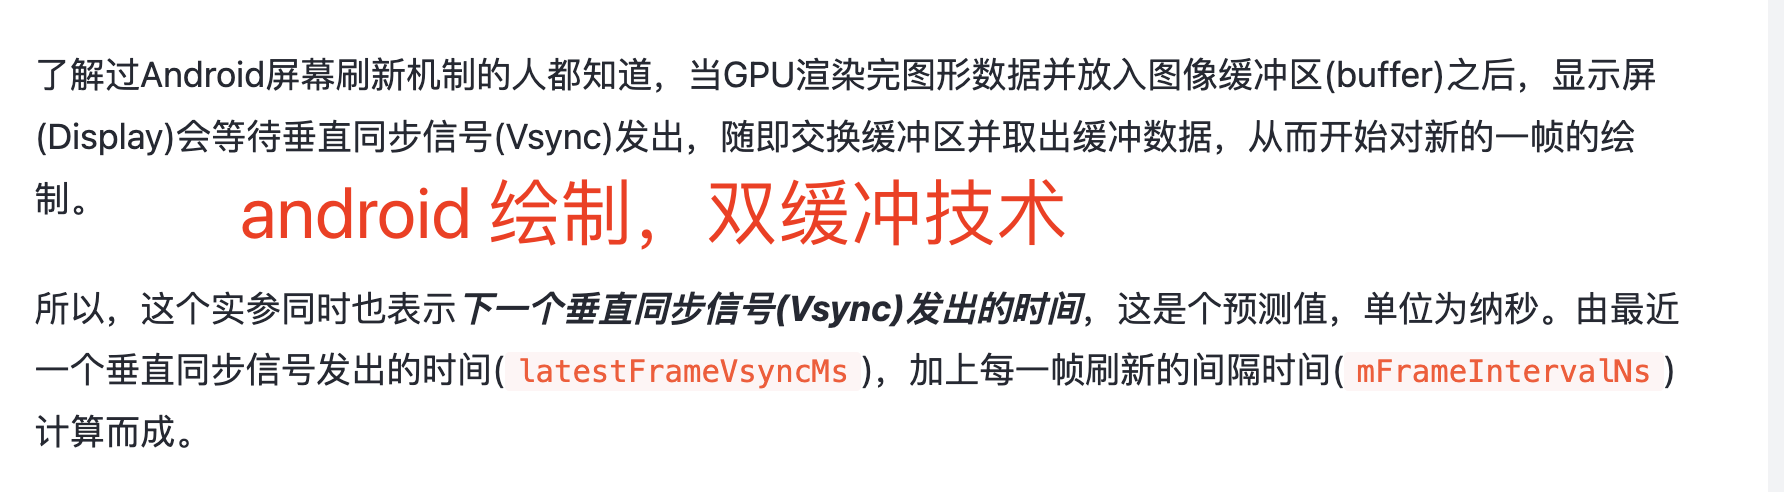 了解过Android屏幕刷新机制的人都知道，当GPU渲染完图形数据并放入图像缓冲区(buffer)之后，显示屏
(Display)会等待垂直同步信号(Vsync)发出，随即交换缓冲区并取出缓冲数据，从而开始对新的一帧的绘
制。
android 绘制，双缓冲技术
所以，这个实参同时也表示下一个垂直同步信号(Vsync)发出的时间，这是个预测值，单位为纳秒。由最近
一个垂直同步信号发出的时间(latestFrameVsyncMs)，加上每一帧刷新的间隔时间(mFrameIntervalNs)
计算而成。